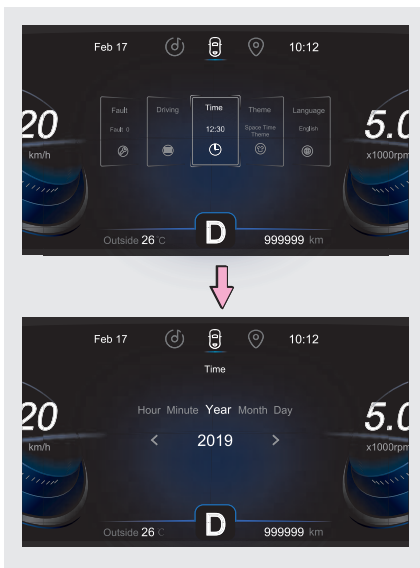 Feb 17 10:12
Fault Driving Time Theme Language
Fault 0 12:30 Space Time Theme English
20 5.0
km/h x1000rpm
D
Outside 26℃ 999999 km
Feb 17 10:12
Time
Hour Minute Year Month Day
< 2019 >
20 5.0
km/h x1000rpm
D
Outside 26℃ 999999 km